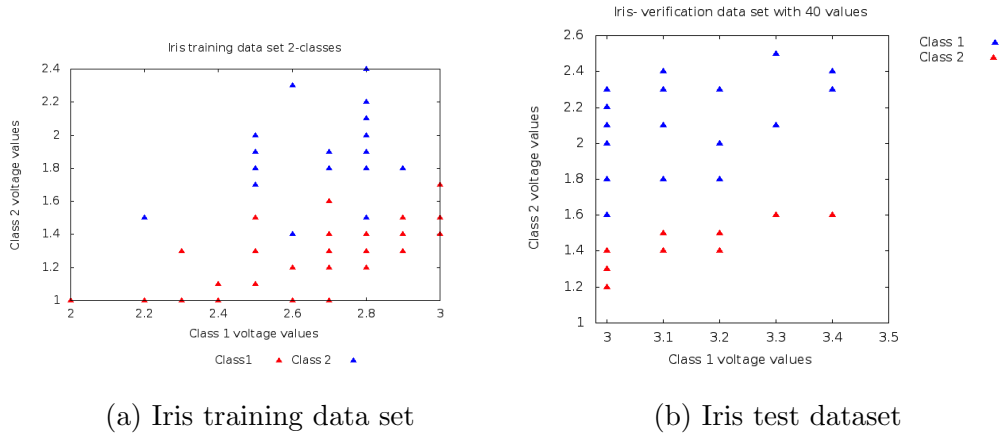 Iris training data set 2-classes
2.4
2.2
2
1.8
1.6
1.4
1.2
1
Class 2 voltage values
2 2.2 2.4 2.6 2.8 3
Class 1 voltage values
Class1 Class 2
(a) Iris training data set
Iris- verification data set with 40 values
Class 1
Class 2
2.6
2.4
2.2
2
1.8
1.6
1.4
1.2
1
Class 2 voltage values
3 3.1 3.2 3.3 3.4 3.5
Class 1 voltage values
(b) Iris test dataset